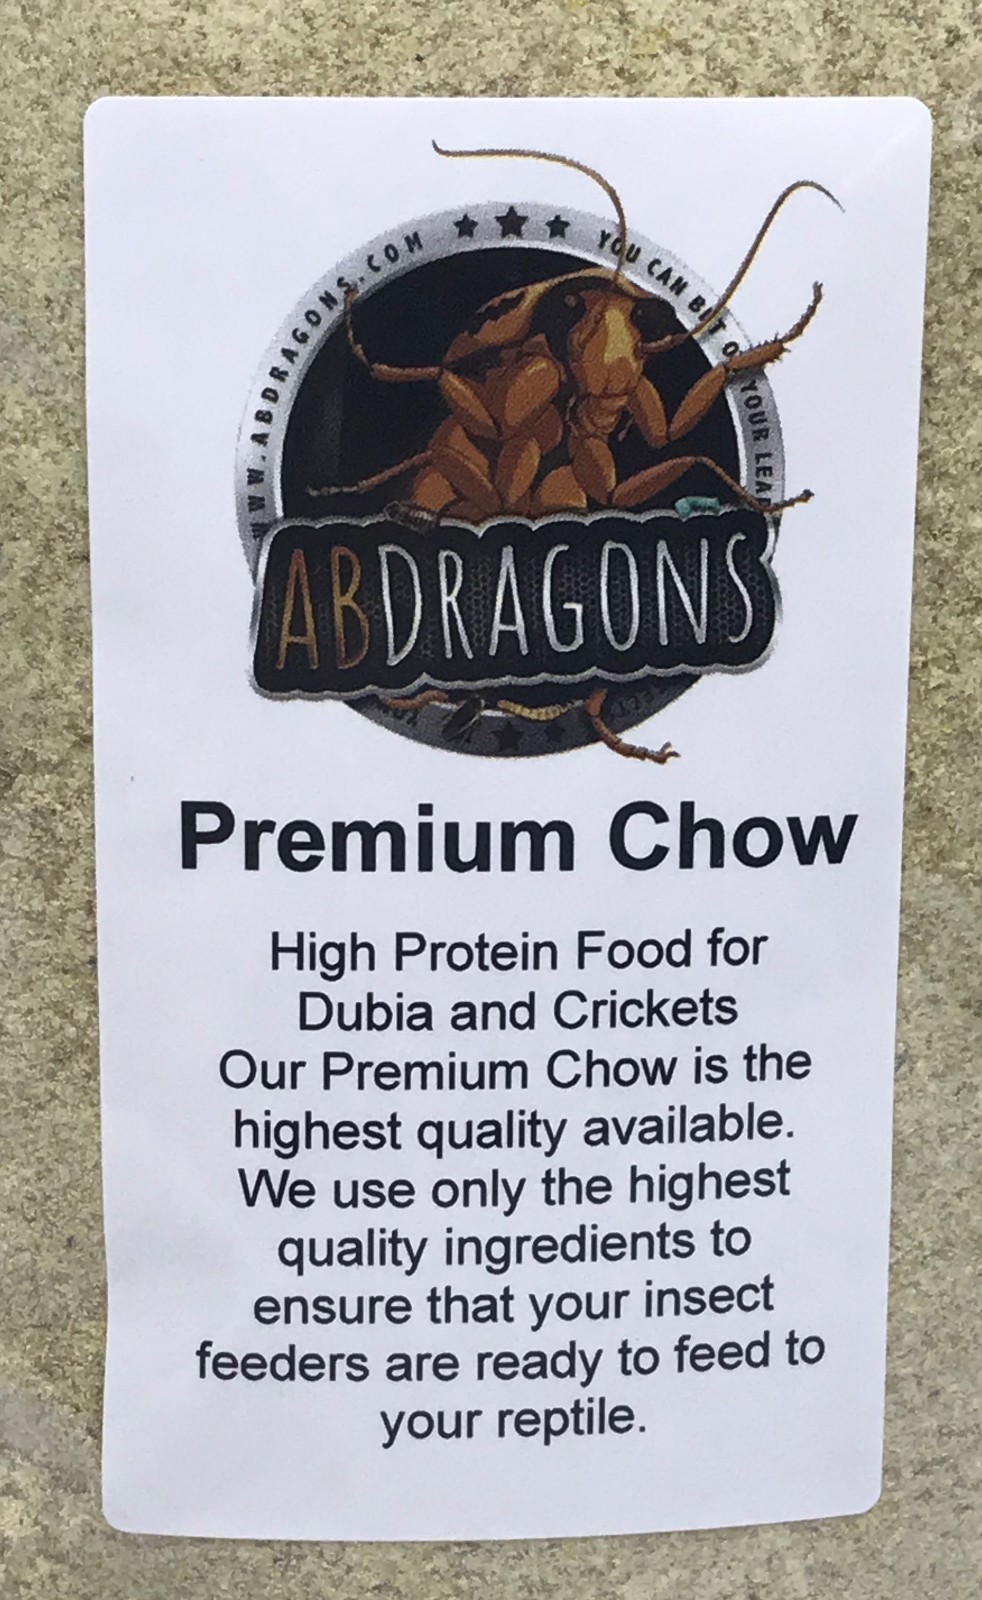 WWW.ABDRAGONS.COM ★★★ YOU CAN BET YOUR
ABDRAGONS
Premium Chow
High Protein Food for
Dubia and Crickets
Our Premium Chow is the
highest quality available.
We use only the highest
quality ingredients to
ensure that your insect
feeders are ready to feed to
your reptile.